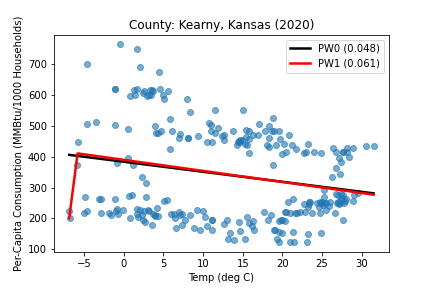 County: Kearny, Kansas (2020)
PW0 (0.048)
PW1 (0.061)
Per-Capita Consumption (MMBtu/1000 Households)
700
600
500
400
300
200
100
−5 0 5 10 15 20 25 30
Temp (deg C)